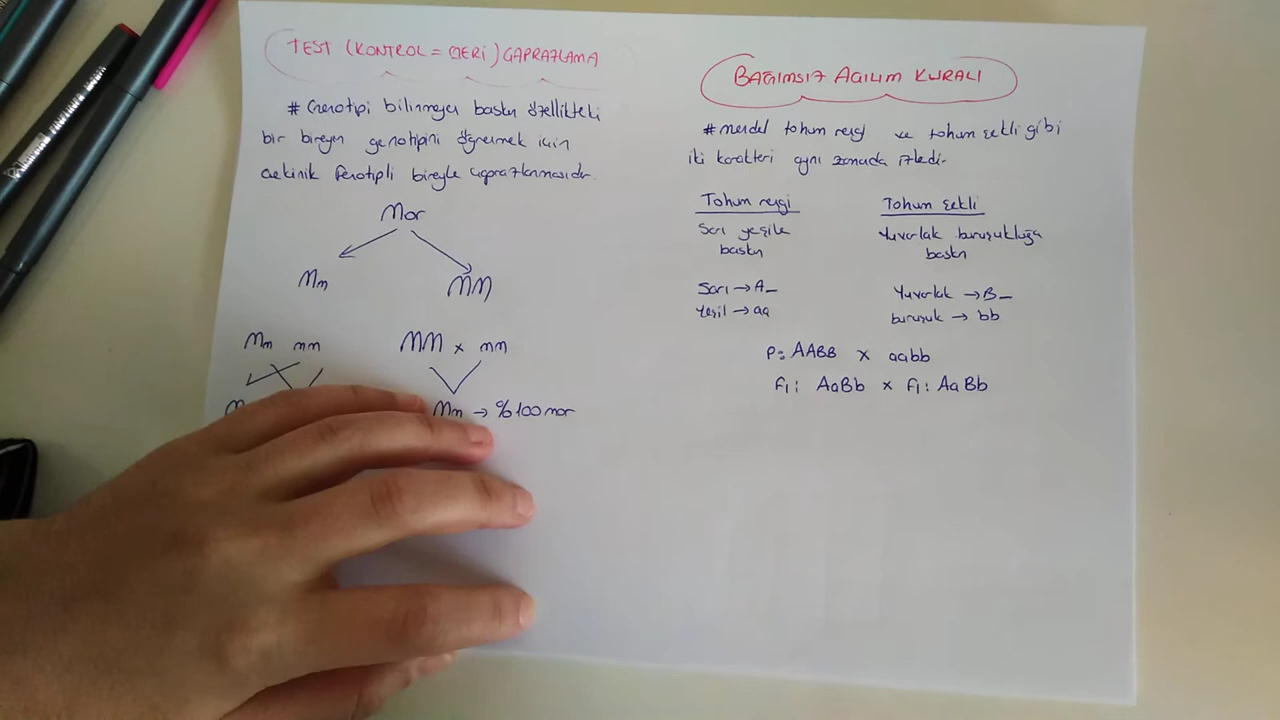 TEST (KONTROL = GERİ) ÇAPRAZLAMA
# Genotipi bilinmeyen baskın özellikteki
bir bireyin genotipini öğrenmek için
çekinik fenotipli bireyle çaprazlanmasıdır.
Mor
Mm MM
Mm mm MM x mm
Mm → %100 mor
BAĞIMSIZ AÇILIM KURALI
# mendel tohum rengi ve tohum şekli gibi
iki karakteri aynı zamanda izledi.
Tohum rengi Tohum şekli
Sarı yeşile Yuvarlak buruşukluğa
baskın baskın
Sarı → A_ Yuvarlak → B_
Yeşil → aa buruşuk → bb
P: AABB x aabb
F1: AaBb x F1: AaBb